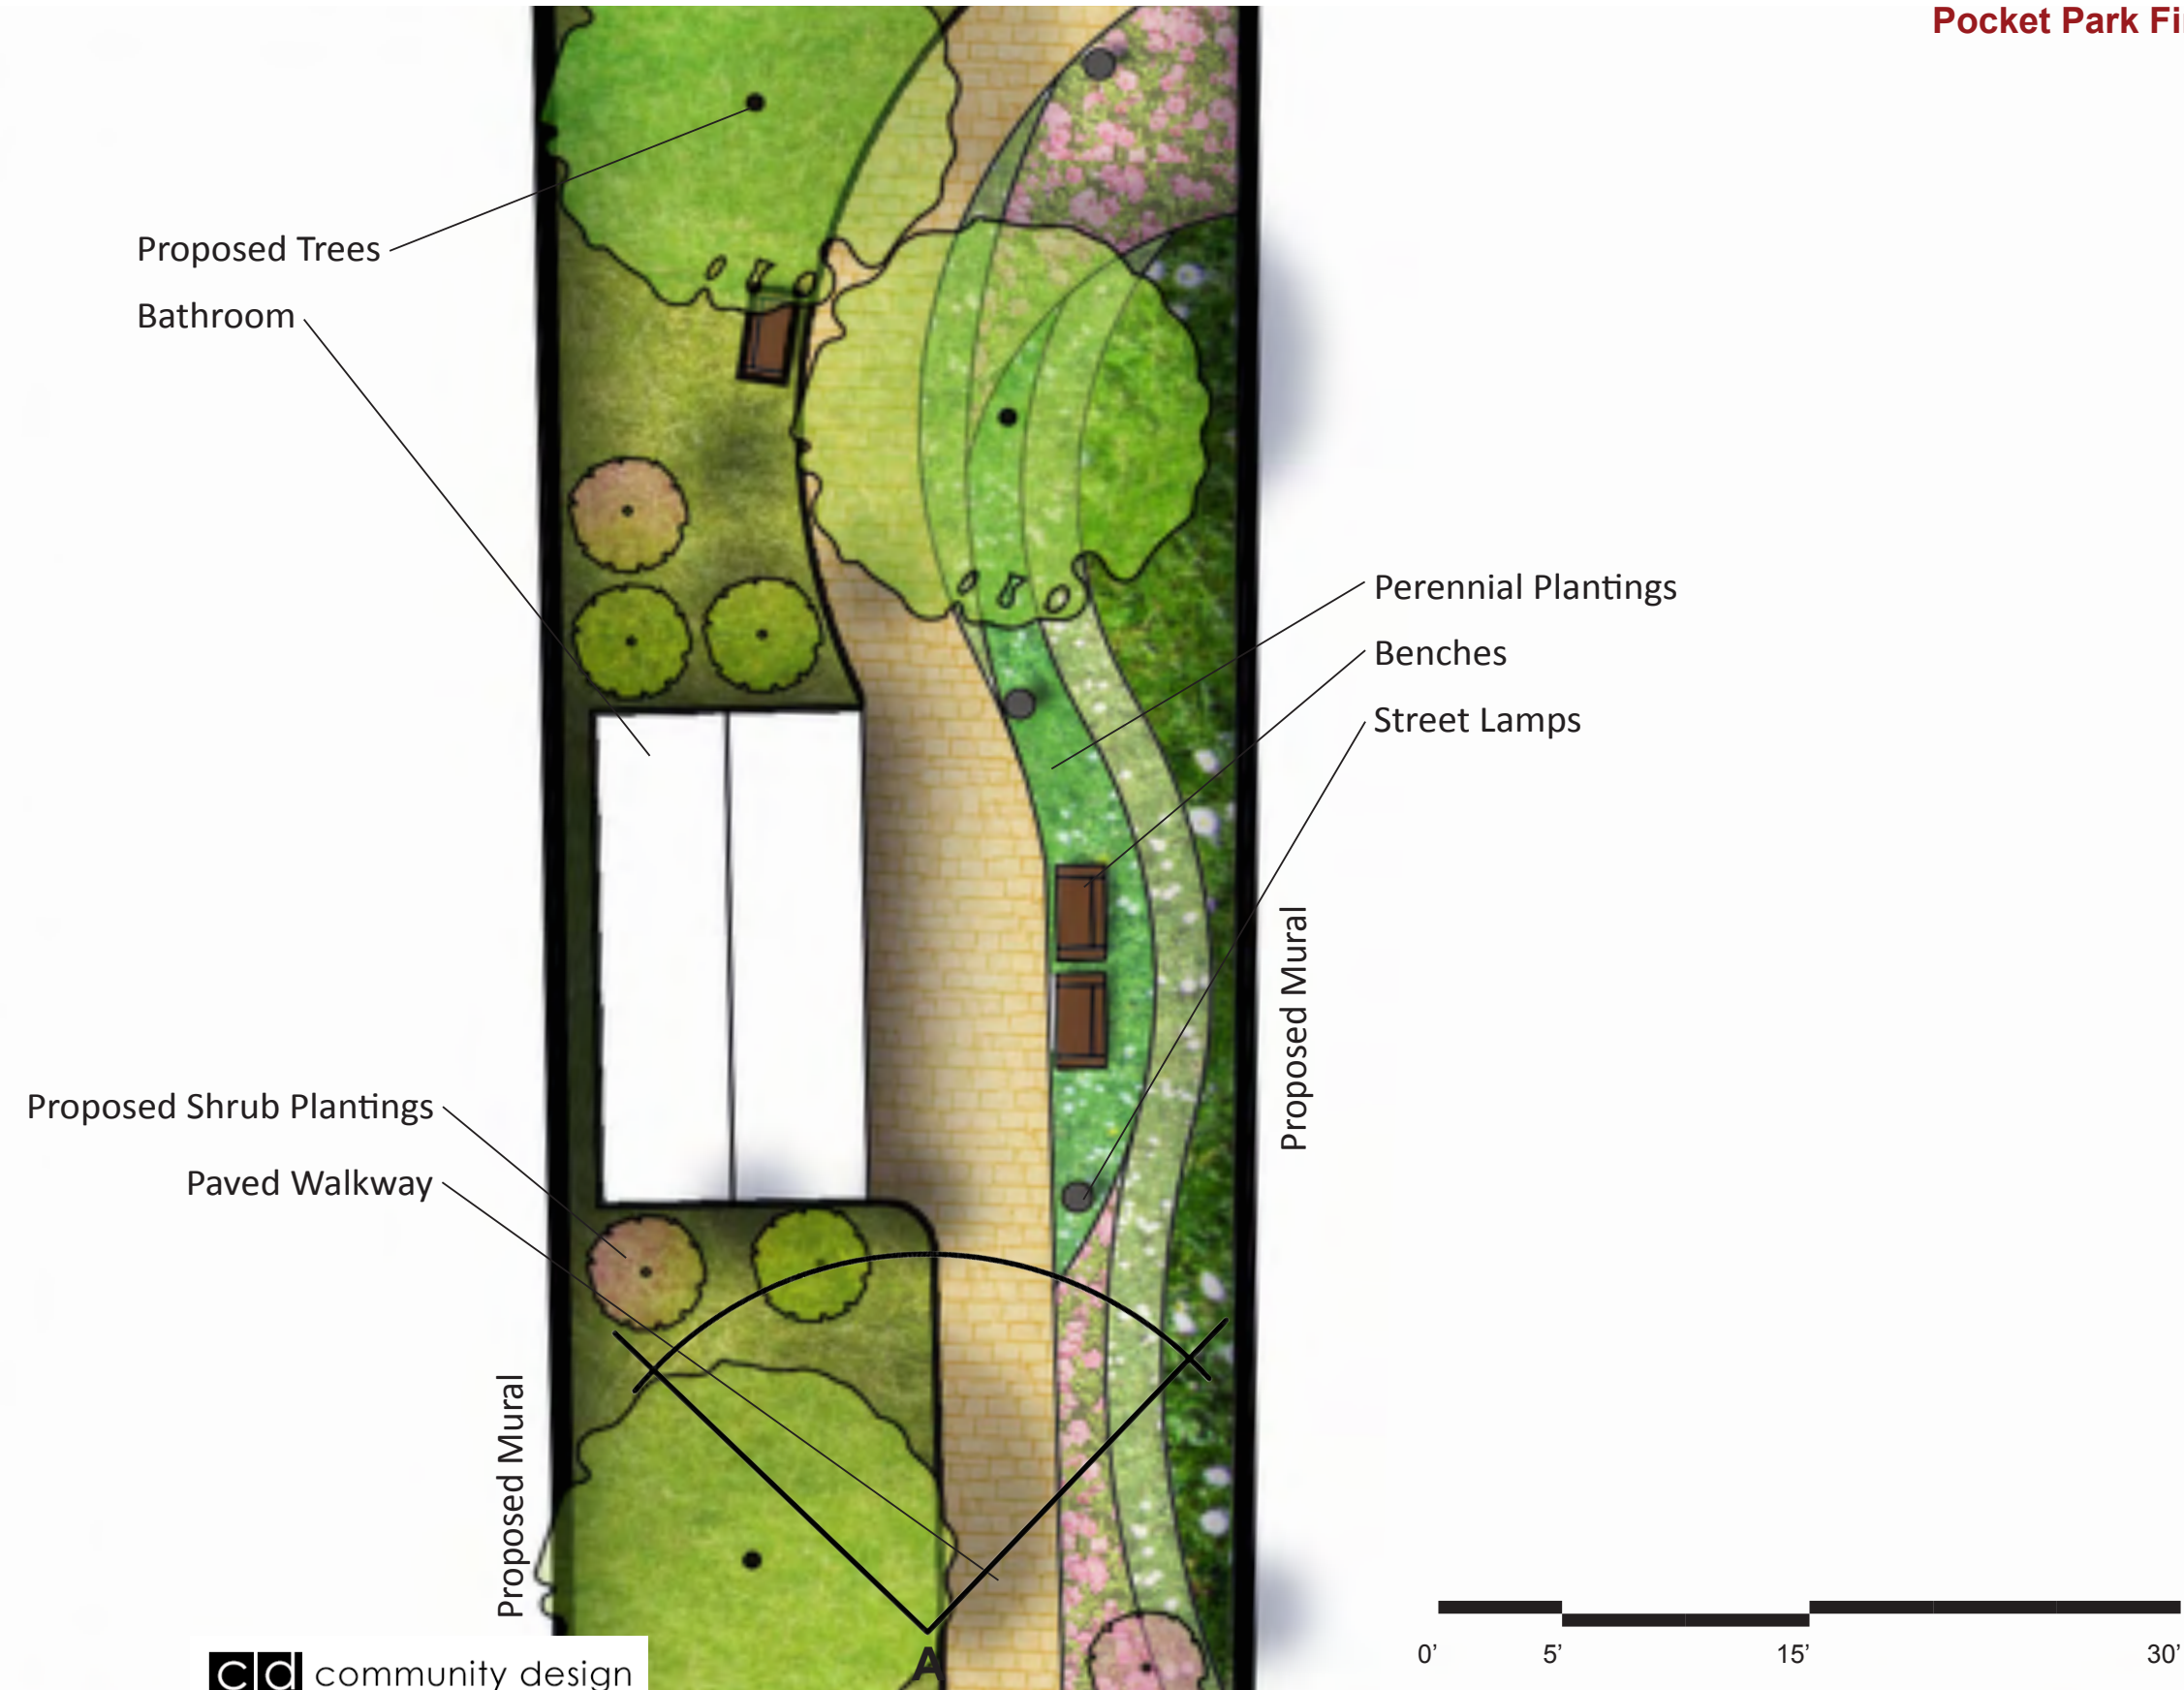 Pocket Park Fi
Proposed Trees
Bathroom
Perennial Plantings
Benches
Street Lamps
Proposed Mural
Proposed Shrub Plantings
Paved Walkway
Proposed Mural
A
0' 5' 15' 30'
cd community design